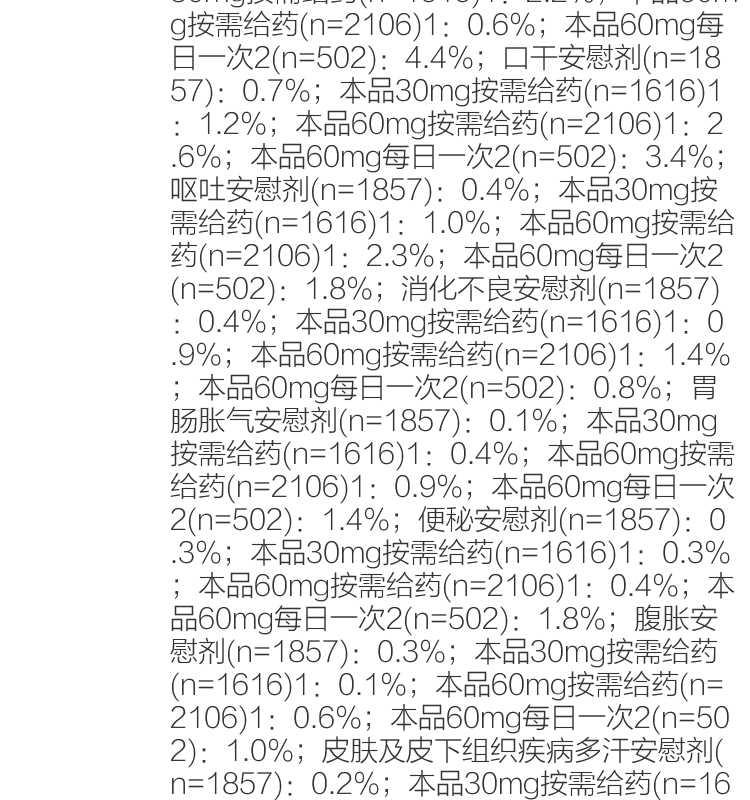 g按需给药(n=2106)1：0.6%；本品60mg每
日一次2(n=502)：4.4%；口干安慰剂(n=18
57)：0.7%；本品30mg按需给药(n=1616)1
：1.2%；本品60mg按需给药(n=2106)1：2
.6%；本品60mg每日一次2(n=502)：3.4%；
呕吐安慰剂(n=1857)：0.4%；本品30mg按
需给药(n=1616)1：1.0%；本品60mg按需给
药(n=2106)1：2.3%；本品60mg每日一次2
(n=502)：1.8%；消化不良安慰剂(n=1857)
：0.4%；本品30mg按需给药(n=1616)1：0
.9%；本品60mg按需给药(n=2106)1：1.4%
；本品60mg每日一次2(n=502)：0.8%；胃
肠胀气安慰剂(n=1857)：0.1%；本品30mg
按需给药(n=1616)1：0.4%；本品60mg按需
给药(n=2106)1：0.9%；本品60mg每日一次
2(n=502)：1.4%；便秘安慰剂(n=1857)：0
.3%；本品30mg按需给药(n=1616)1：0.3%
；本品60mg按需给药(n=2106)1：0.4%；本
品60mg每日一次2(n=502)：1.8%；腹胀安
慰剂(n=1857)：0.3%；本品30mg按需给药
(n=1616)1：0.1%；本品60mg按需给药(n=
2106)1：0.6%；本品60mg每日一次2(n=50
2)：1.0%；皮肤及皮下组织疾病多汗安慰剂(
n=1857)：0.2%；本品30mg按需给药(n=16